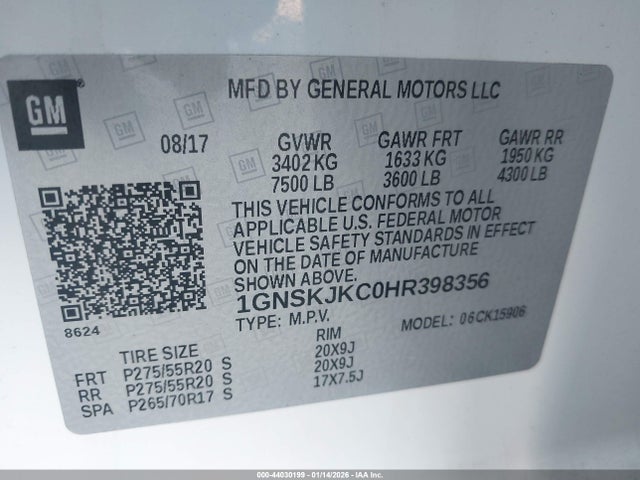 GM
MFD BY GENERAL MOTORS LLC
08/17
GVWR GAWR FRT GAWR RR
3402 KG 1633 KG 1950 KG
7500 LB 3600 LB 4300 LB
THIS VEHICLE CONFORMS TO ALL
APPLICABLE U.S. FEDERAL MOTOR
VEHICLE SAFETY STANDARDS IN EFFECT
ON THE DATE OF MANUFACTURE
SHOWN ABOVE.
1GNSKJKC0HR398356
8624
TYPE: M.P.V. MODEL: 06CK15906
TIRE SIZE RIM
FRT P275/55R20 S 20X9J
RR P275/55R20 S 20X9J
SPA P265/70R17 S 17X7.5J
000-44030199 - 01/14/2026 - IAA Inc.